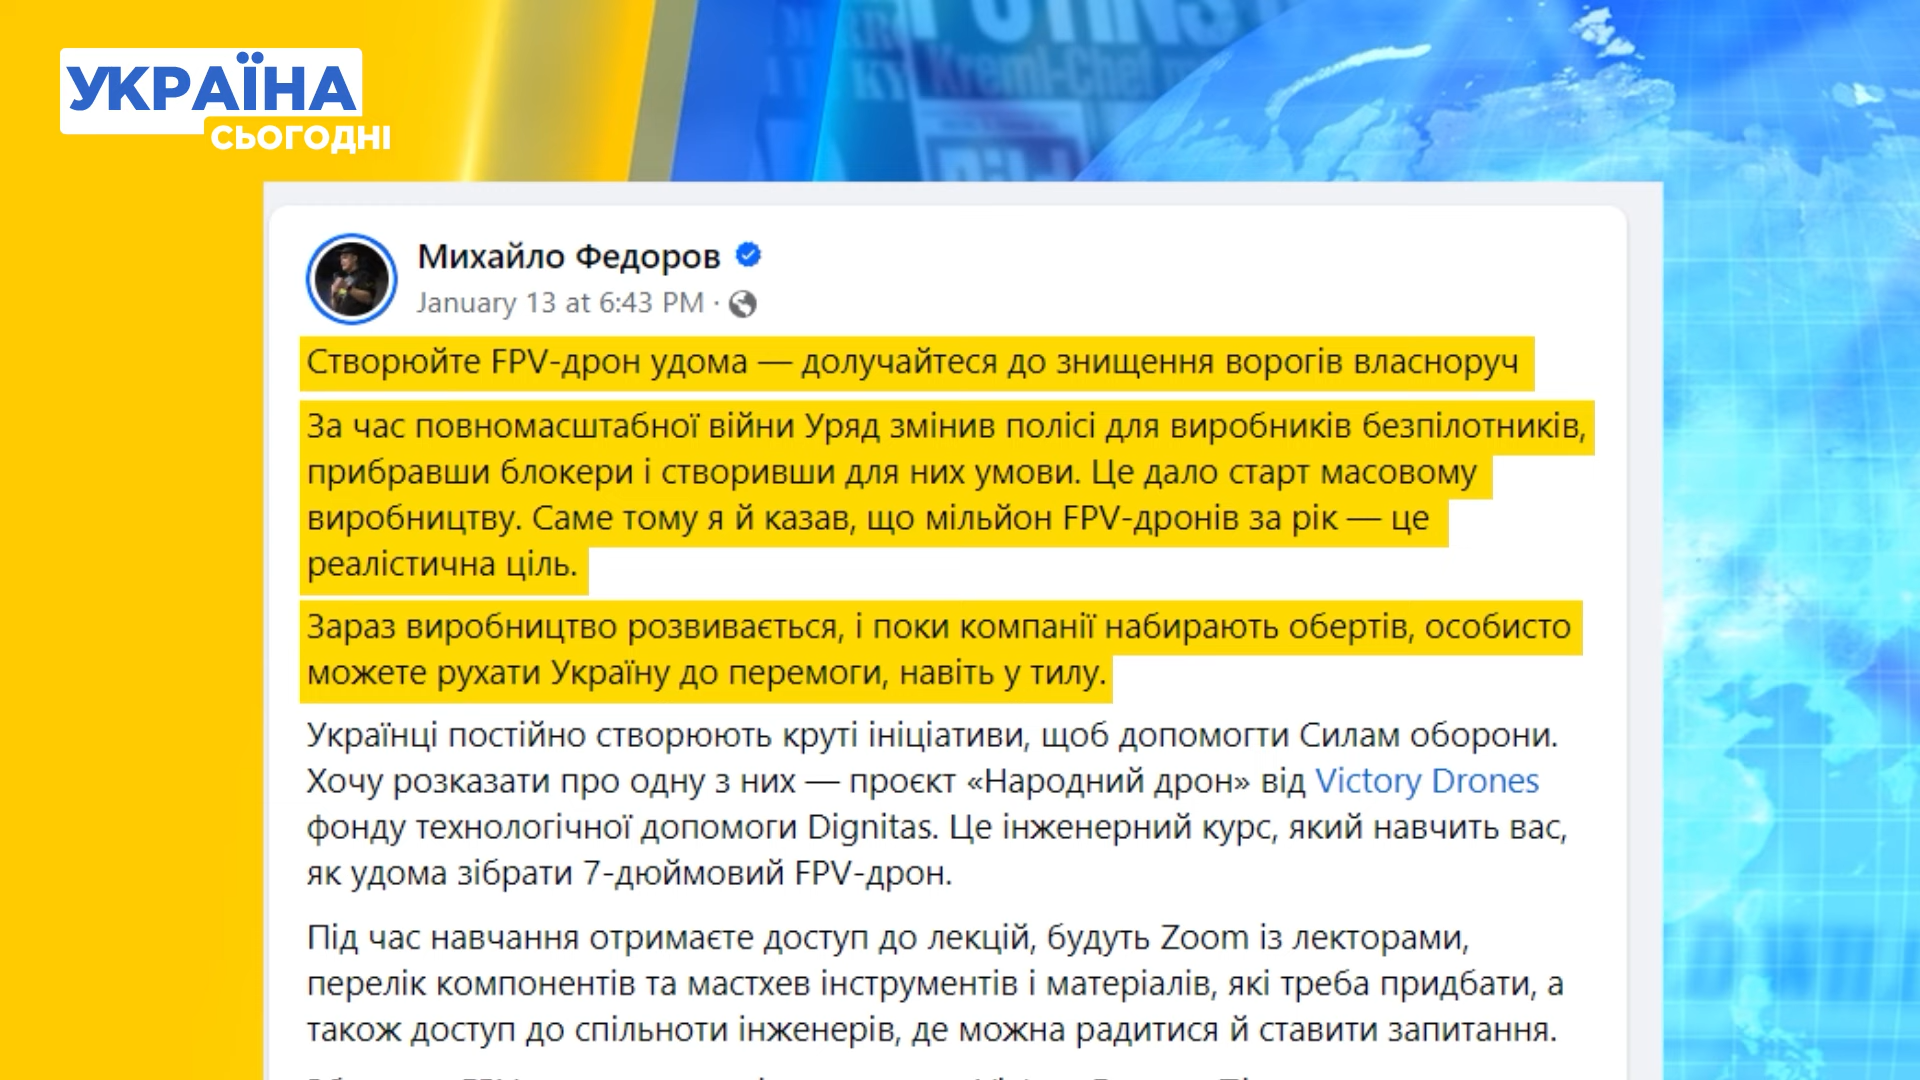 УКРАЇНА
СЬОГОДНІ
Kreml-Chef
Михайло Федоров
January 13 at 6:43 PM ·
Створюйте FPV-дрон удома — долучайтеся до знищення ворогів власноруч
За час повномасштабної війни Уряд змінив полісі для виробників безпілотників,
прибравши блокери і створивши для них умови. Це дало старт масовому
виробництву. Саме тому я й казав, що мільйон FPV-дронів за рік — це
реалістична ціль.
Зараз виробництво розвивається, і поки компанії набирають обертів, особисто
можете рухати Україну до перемоги, навіть у тилу.
Українці постійно створюють круті ініціативи, щоб допомогти Силам оборони.
Хочу розказати про одну з них — проєкт «Народний дрон» від Victory Drones
фонду технологічної допомоги Dignitas. Це інженерний курс, який навчить вас,
як удома зібрати 7-дюймовий FPV-дрон.
Під час навчання отримаєте доступ до лекцій, будуть Zoom із лекторами,
перелік компонентів та мастхев інструментів і матеріалів, які треба придбати, а
також доступ до спільноти інженерів, де можна радитися й ставити запитання.